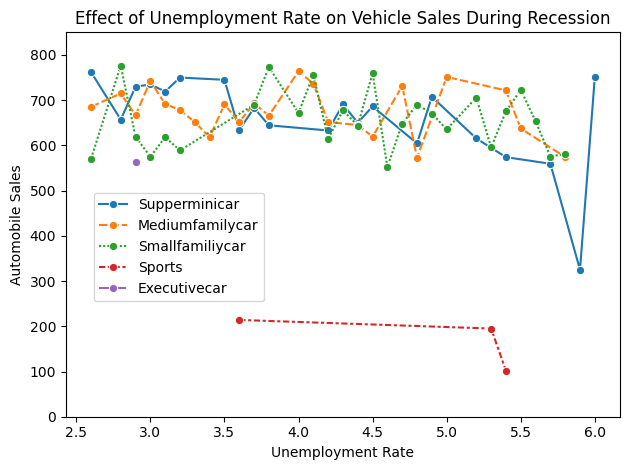 Effect of Unemployment Rate on Vehicle Sales During Recession
Automobile Sales
800
700
600
500
400
300
200
100
0
Supperminicar
Mediumfamilycar
Smallfamiliycar
Sports
Executivecar
2.5 3.0 3.5 4.0 4.5 5.0 5.5 6.0
Unemployment Rate